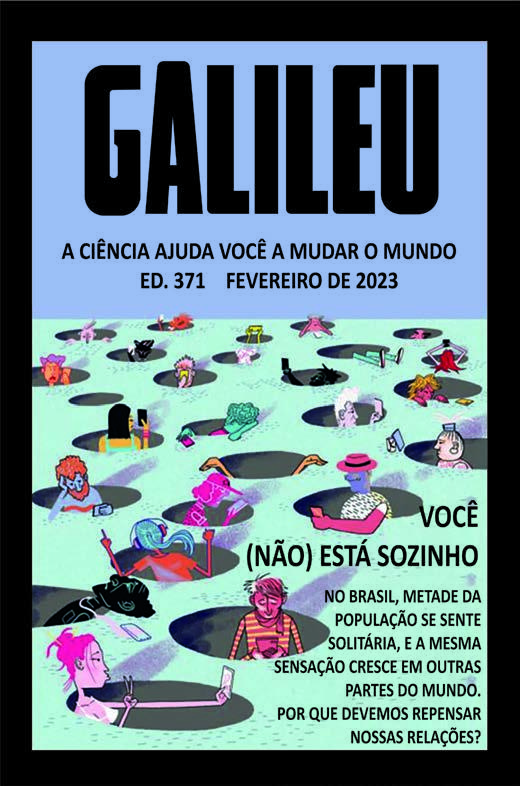 GALILEU
A CIÊNCIA AJUDA VOCÊ A MUDAR O MUNDO
ED. 371 FEVEREIRO DE 2023
VOCÊ
(NÃO) ESTÁ SOZINHO
NO BRASIL, METADE DA
POPULAÇÃO SE SENTE
SOLITÁRIA, E A MESMA
SENSAÇÃO CRESCE EM OUTRAS
PARTES DO MUNDO.
POR QUE DEVEMOS REPENSAR
NOSSAS RELAÇÕES?